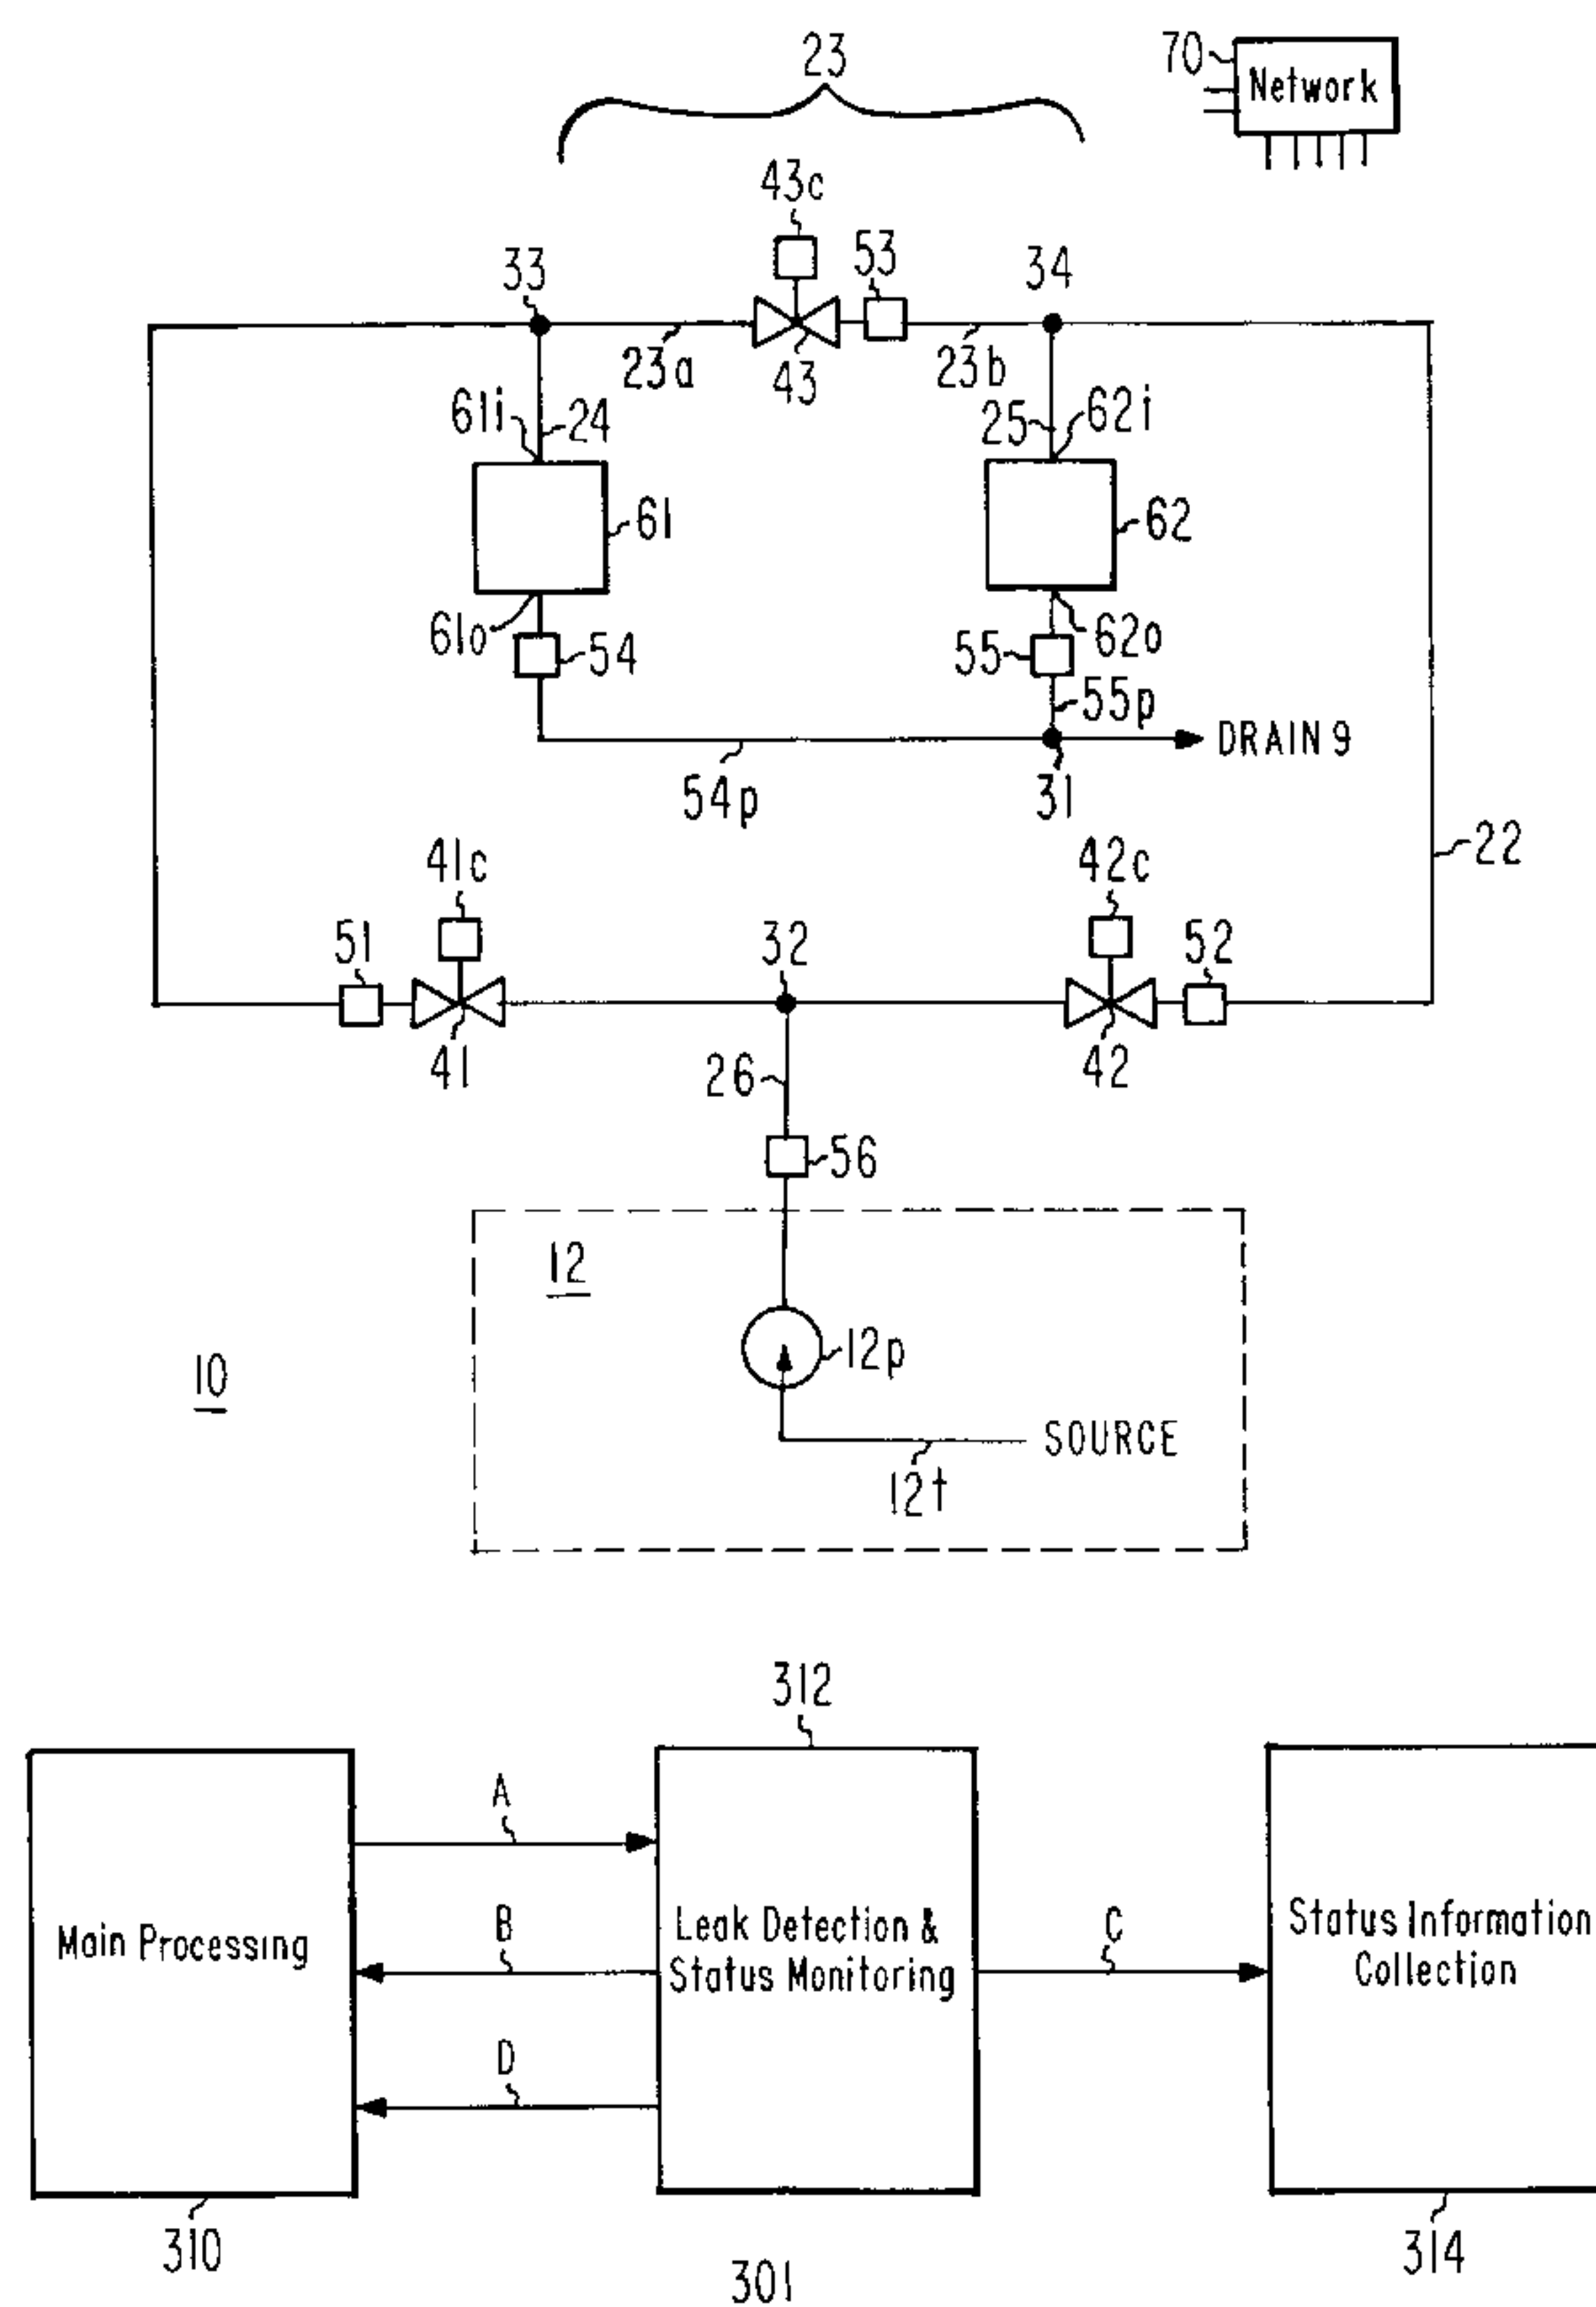 23
70
Network
43c
53
33
34
23a
43
23b
61i
24
25
62i
61
62
61o
54
55
62o
55p
DRAIN 9
54p
31
41c
42c
22
51
32
52
41
42
26
56
12
12p
10
SOURCE
12t
312
A
B
Leak Detection &
Status Monitoring
Main Processing
C
Status Information
Collection
D
310
301
314